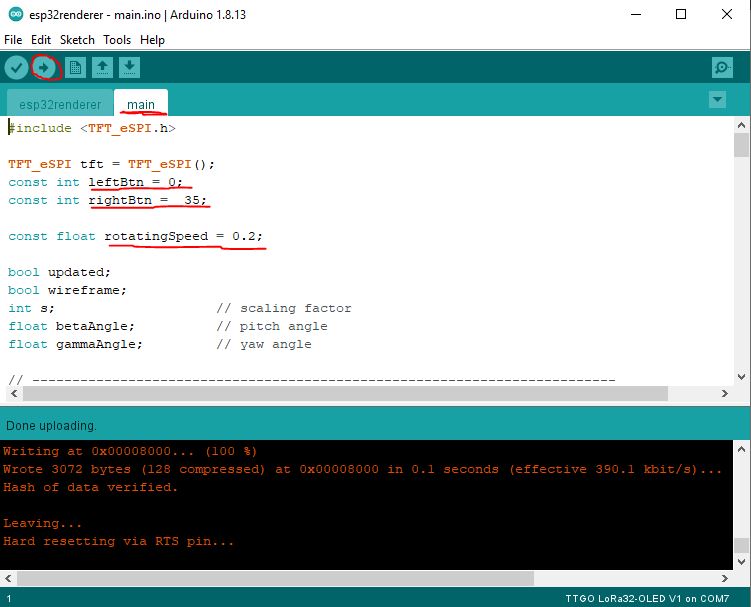 esp32renderer - main.ino | Arduino 1.8.13
File Edit Sketch Tools Help
esp32renderer main
#include <TFT_eSPI.h>
TFT_eSPI tft = TFT_eSPI();
const int leftBtn = 0;
const int rightBtn =  35;
const float rotatingSpeed = 0.2;
bool updated;
bool wireframe;
int s;                    // scaling factor
float betaAngle;          // pitch angle
float gammaAngle;         // yaw angle
// -------------------------------------------------------------------------
Done uploading.
Writing at 0x00008000... (100 %)
Wrote 3072 bytes (128 compressed) at 0x00008000 in 0.1 seconds (effective 390.1 kbit/s)...
Hash of data verified.
Leaving...
Hard resetting via RTS pin...
1 TTGO LoRa32-OLED V1 on COM7